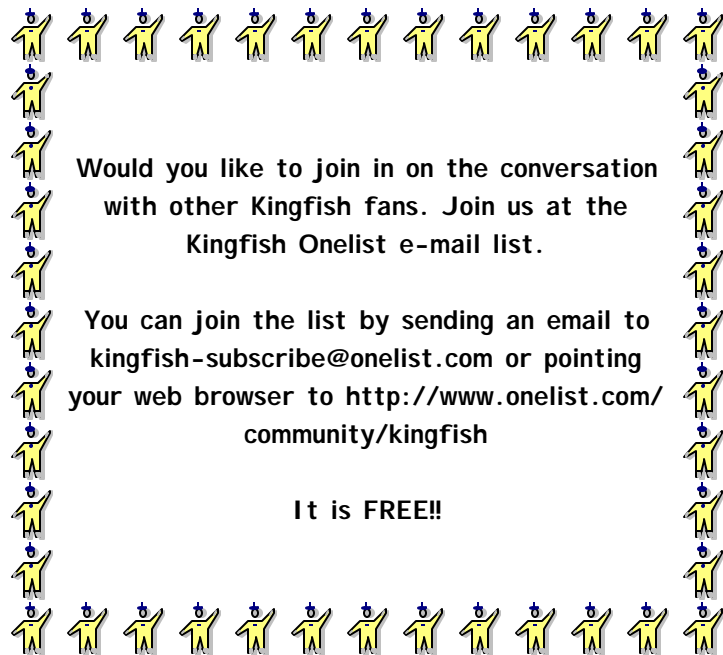 Would you like to join in on the conversation
with other Kingfish fans. Join us at the
Kingfish Onelist e-mail list.
You can join the list by sending an email to
kingfish-subscribe@onelist.com or pointing
your web browser to http://www.onelist.com/
community/kingfish
It is FREE!!